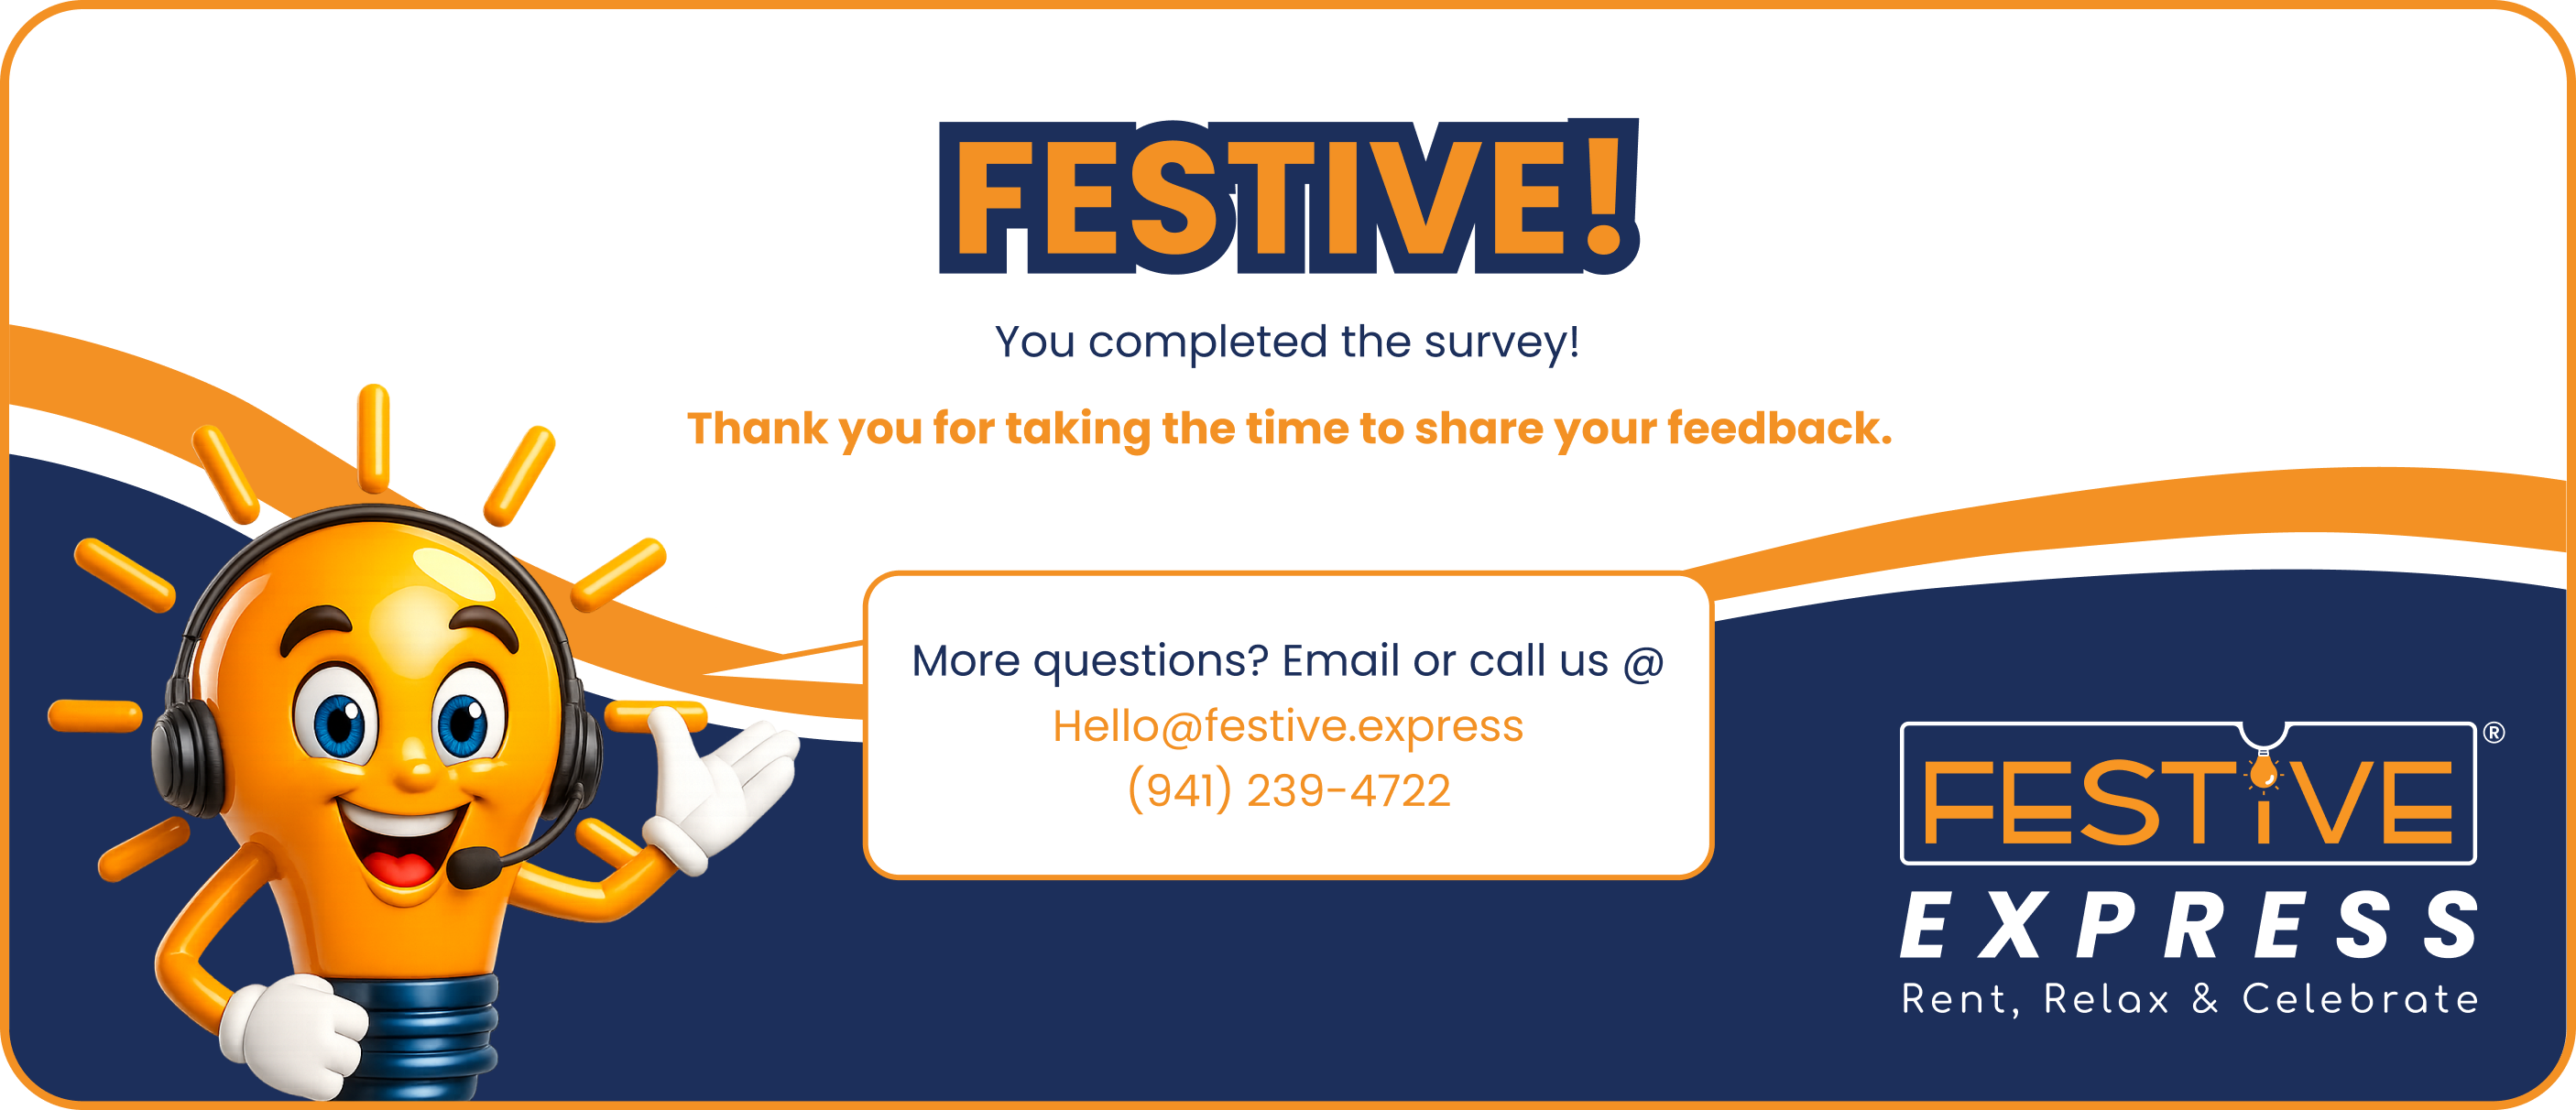 FESTIVE!
You completed the survey!
Thank you for taking the time to share your feedback.
More questions? Email or call us @
Hello@festive.express
(941) 239-4722
FESTiVE®
EXPRESS
Rent, Relax & Celebrate